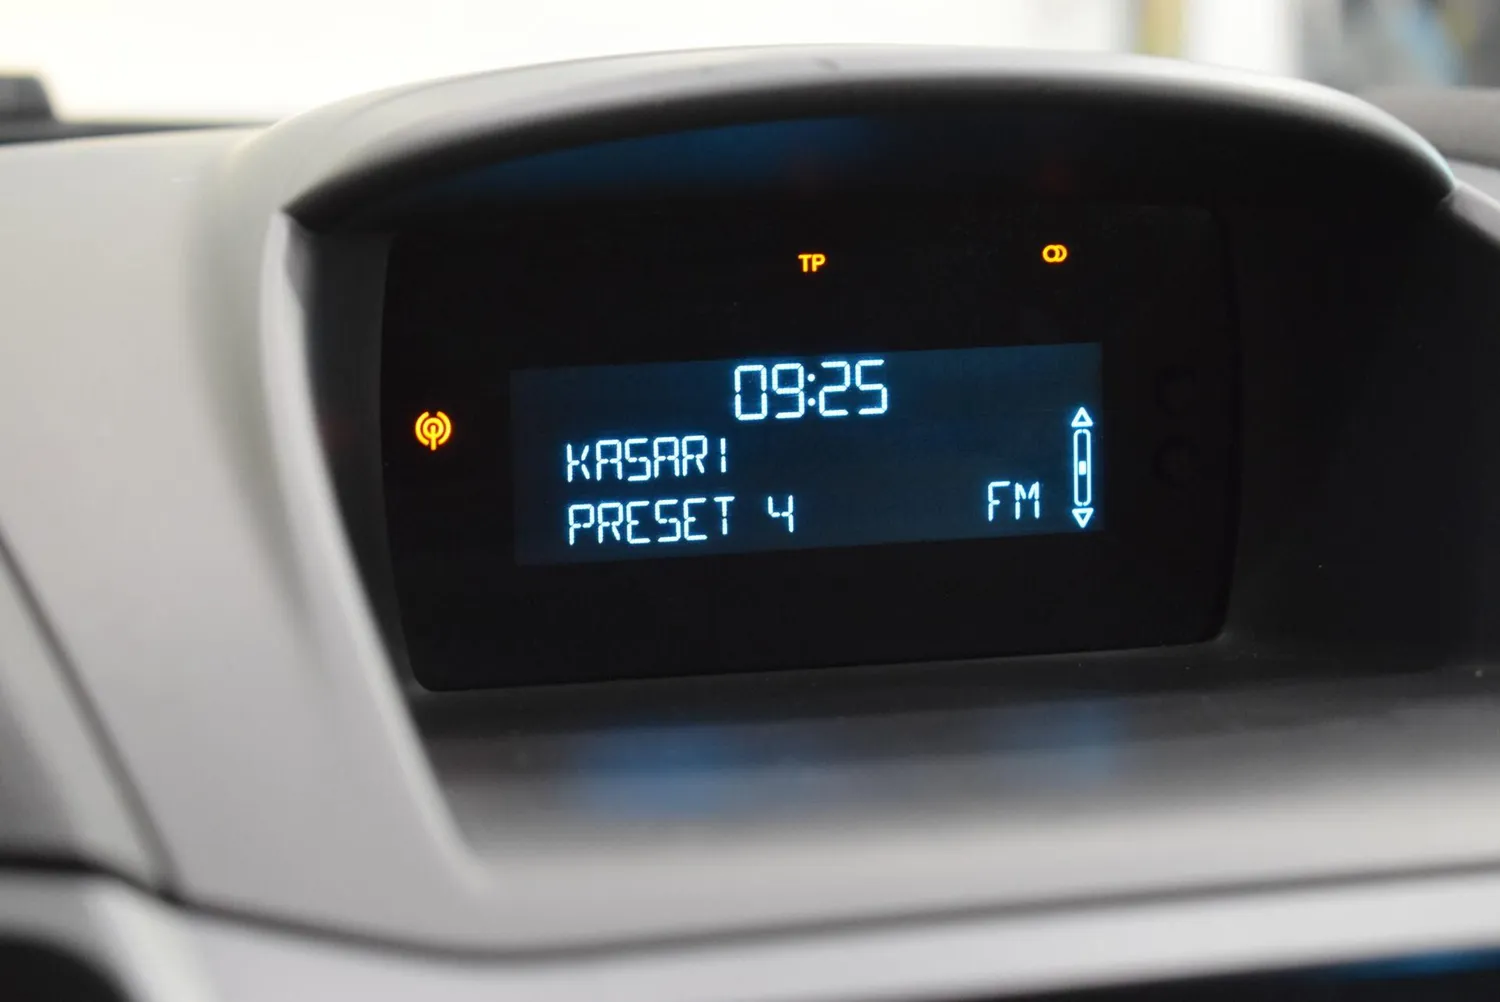 TP
09:25
KASARI
PRESET 4 FM